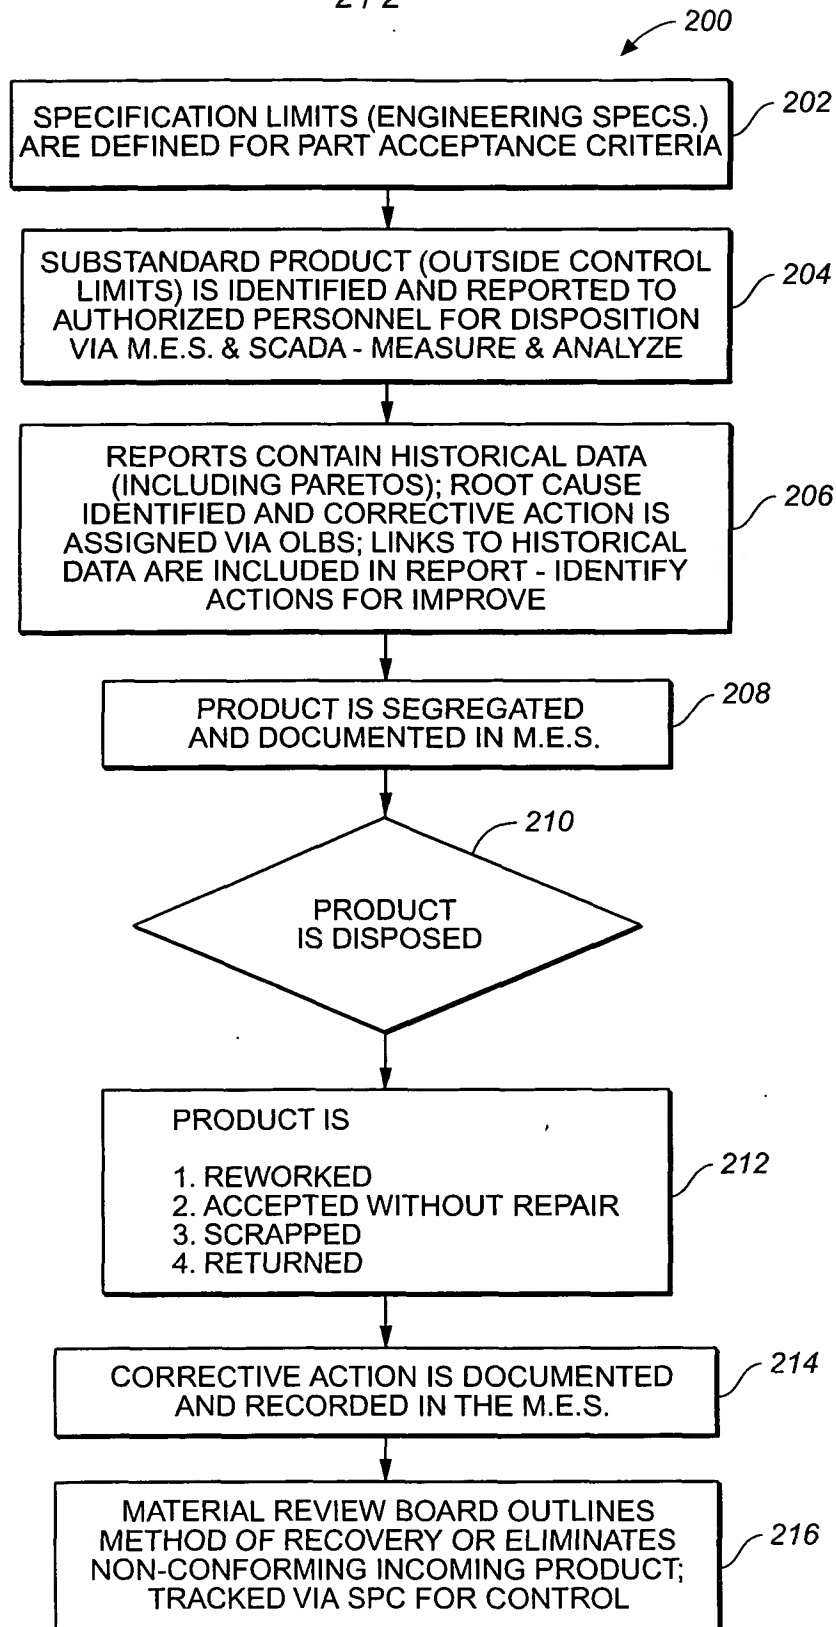 2 / 2
200
SPECIFICATION LIMITS (ENGINEERING SPECS.)
ARE DEFINED FOR PART ACCEPTANCE CRITERIA
202
SUBSTANDARD PRODUCT (OUTSIDE CONTROL
LIMITS) IS IDENTIFIED AND REPORTED TO
AUTHORIZED PERSONNEL FOR DISPOSITION
VIA M.E.S. & SCADA - MEASURE & ANALYZE
204
REPORTS CONTAIN HISTORICAL DATA
(INCLUDING PARETOS); ROOT CAUSE
IDENTIFIED AND CORRECTIVE ACTION IS
ASSIGNED VIA OLBS; LINKS TO HISTORICAL
DATA ARE INCLUDED IN REPORT - IDENTIFY
ACTIONS FOR IMPROVE
206
PRODUCT IS SEGREGATED
AND DOCUMENTED IN M.E.S.
208
210
PRODUCT
IS DISPOSED
PRODUCT IS
1. REWORKED
2. ACCEPTED WITHOUT REPAIR
3. SCRAPPED
4. RETURNED
212
CORRECTIVE ACTION IS DOCUMENTED
AND RECORDED IN THE M.E.S.
214
MATERIAL REVIEW BOARD OUTLINES
METHOD OF RECOVERY OR ELIMINATES
NON-CONFORMING INCOMING PRODUCT;
TRACKED VIA SPC FOR CONTROL
216